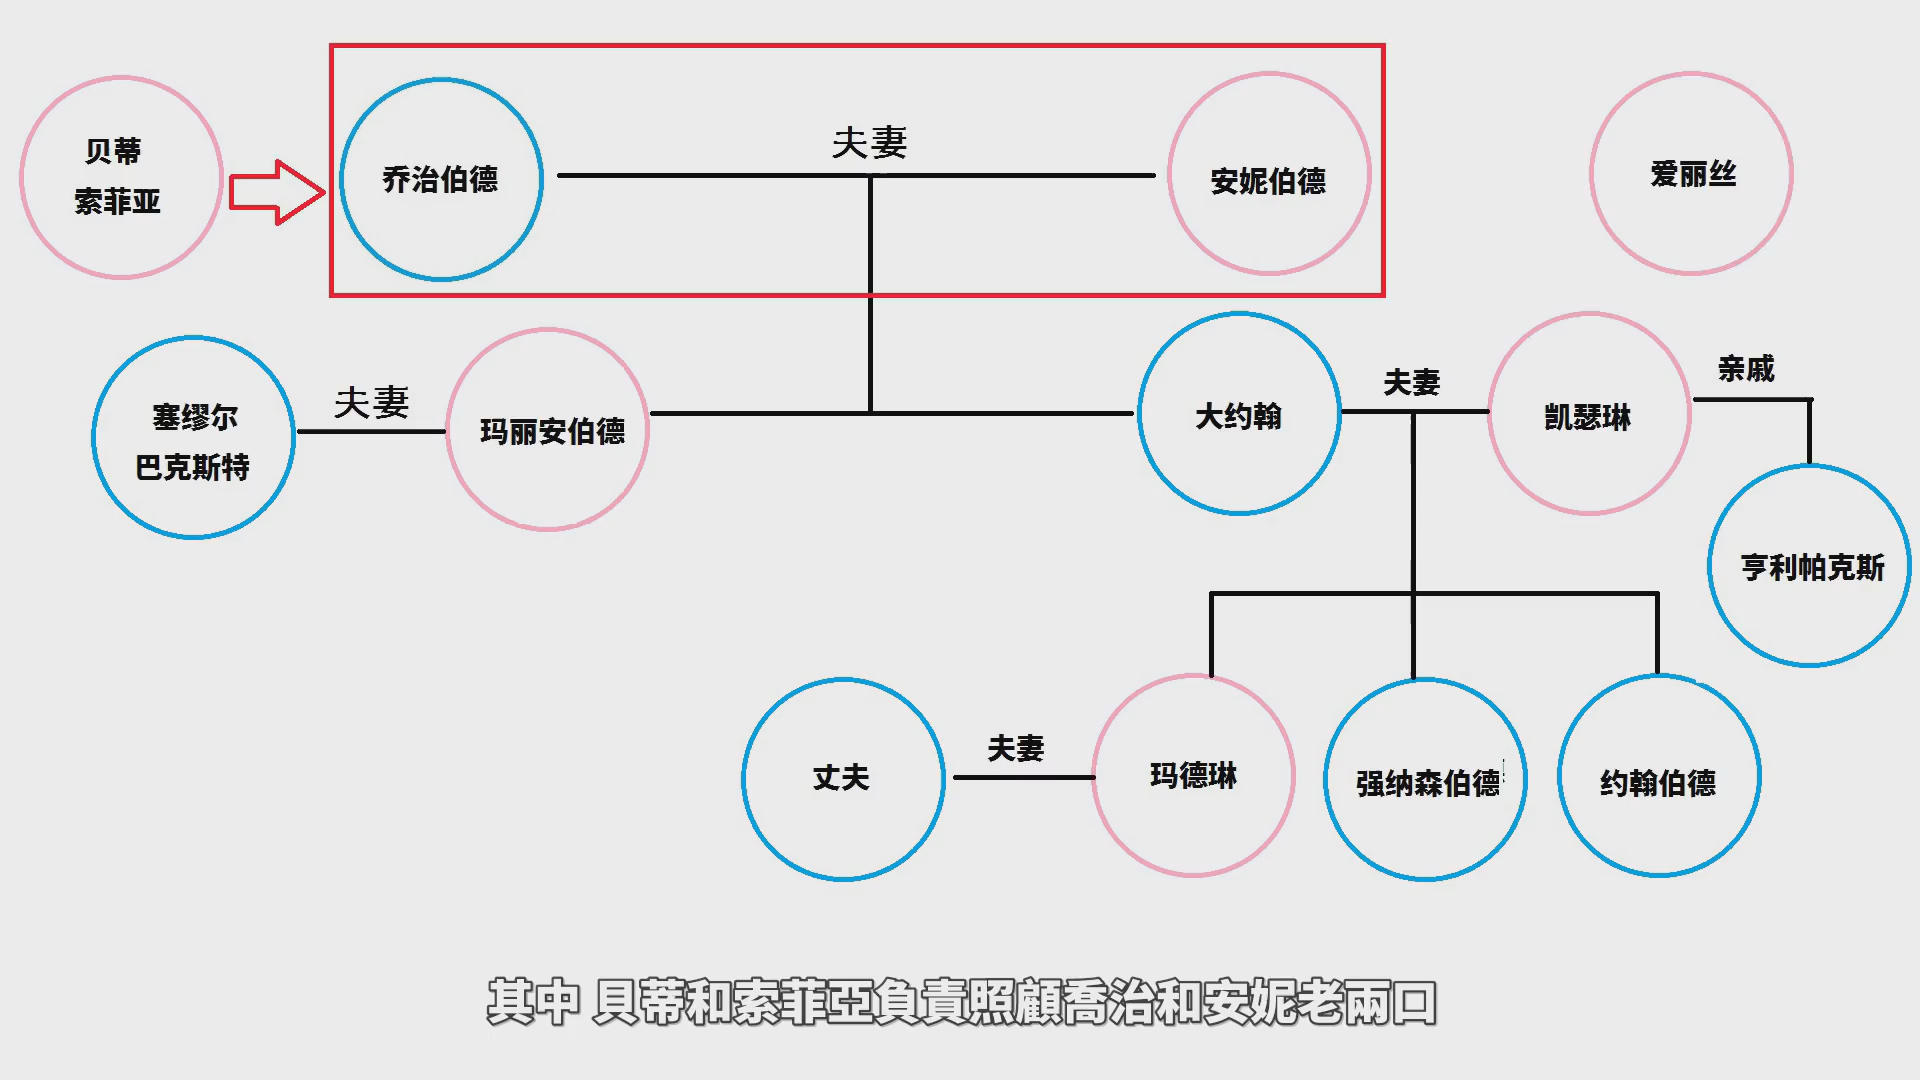 贝蒂
索菲亚
乔治伯德
夫妻
安妮伯德
爱丽丝
塞缪尔
巴克斯特
夫妻
玛丽安伯德
大约翰
夫妻
凯瑟琳
亲戚
亨利帕克斯
丈夫
夫妻
玛德琳
强纳森伯德
约翰伯德
其中 貝蒂和索菲亞負責照顧喬治和安妮老兩口